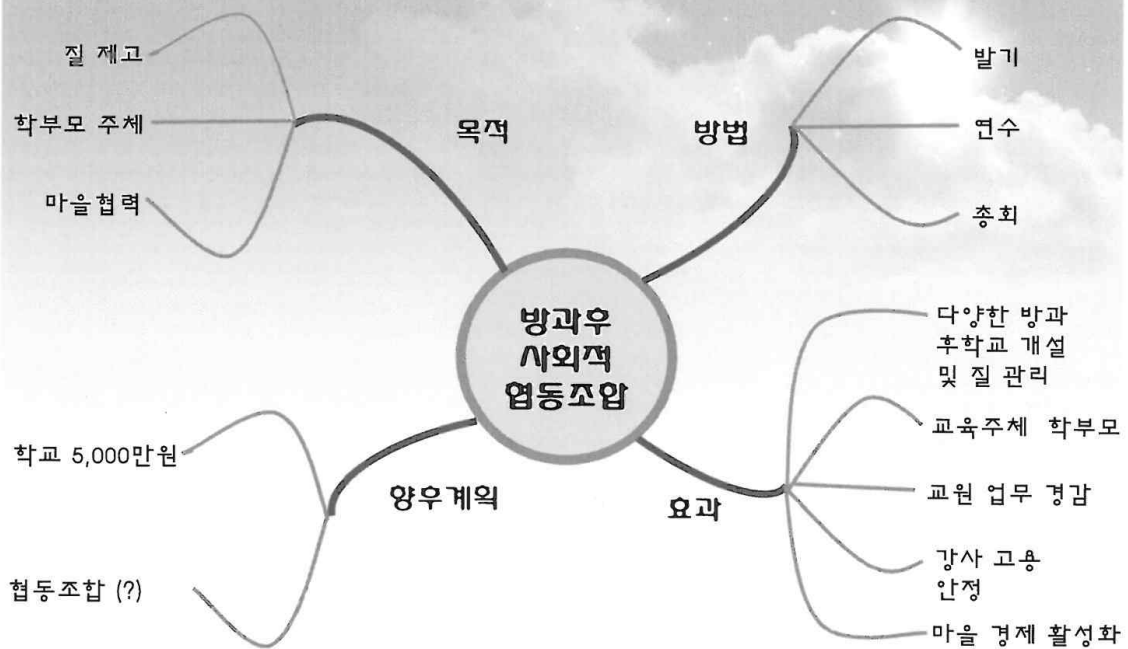 질 제고
학부모 주체
마을협력
목적
방법
발기
연수
총회
방과후
사회적
협동조합
다양한 방과
후학교 개설
및 질 관리
교육주체 학부모
교원 업무 경감
강사 고용
안정
마을 경제 활성화
효과
향후계획
학교 5,000만원
협동조합 (?)